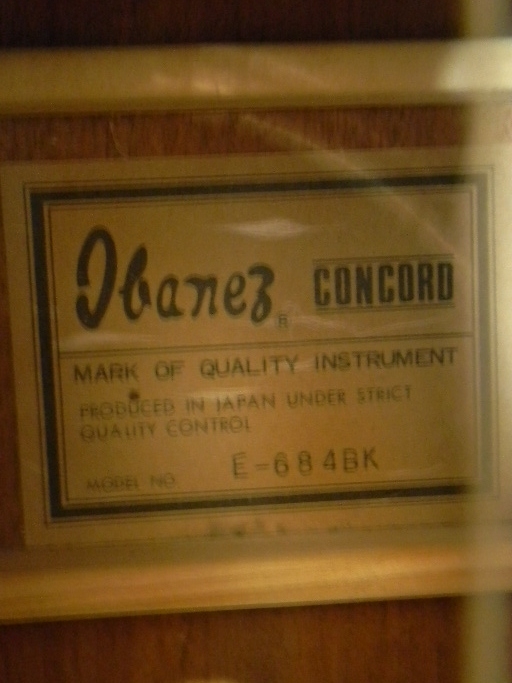 Ibanez® CONCORD
MARK OF QUALITY INSTRUMENT
PRODUCED IN JAPAN UNDER STRICT
QUALITY CONTROL
MODEL NO. E-684BK